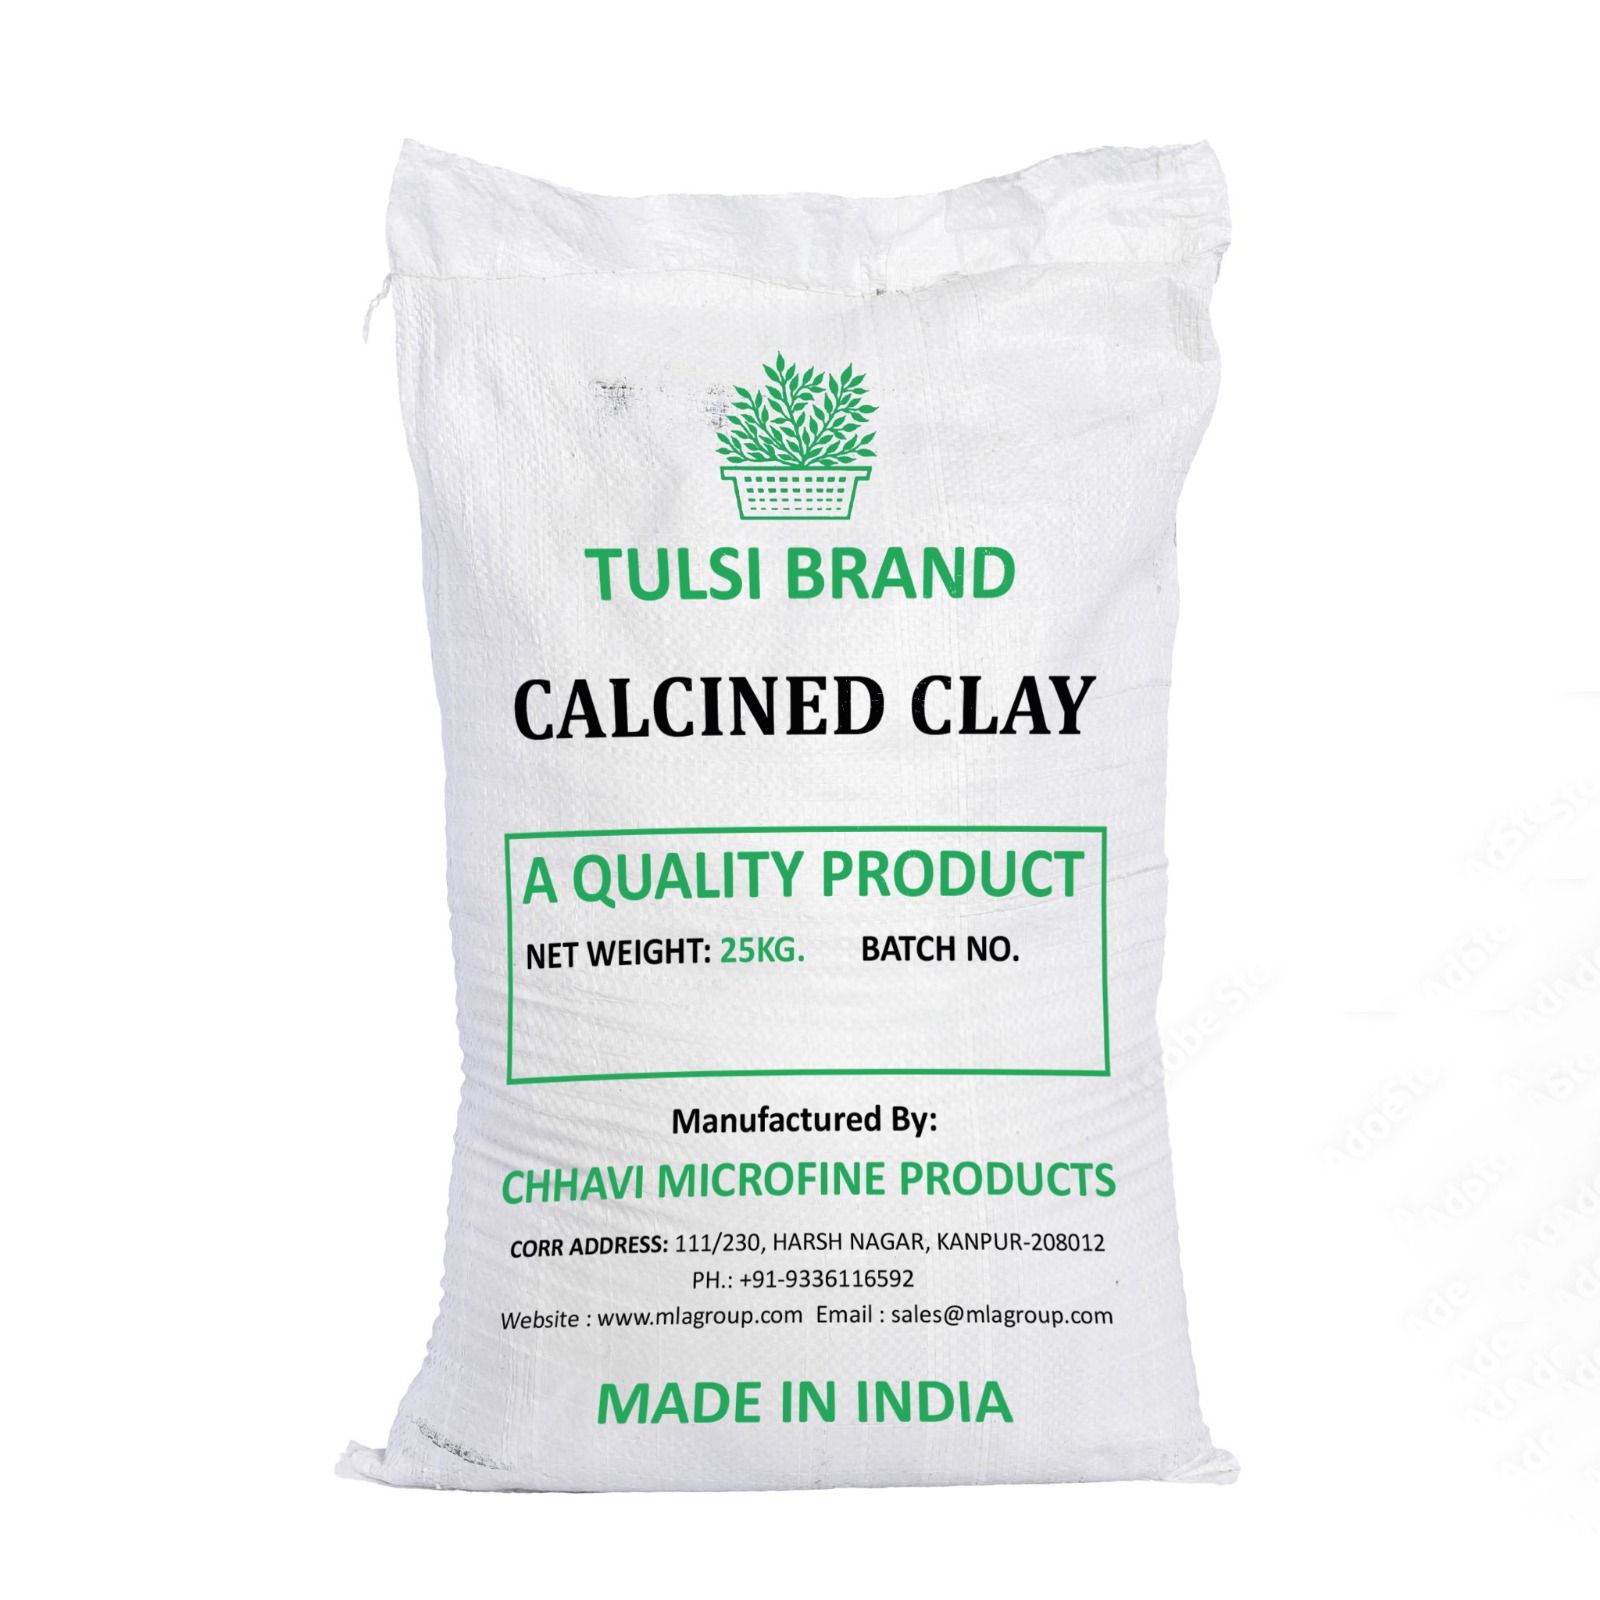 TULSI BRAND
CALCINED CLAY
A QUALITY PRODUCT
NET WEIGHT: 25KG. BATCH NO.
Manufactured By:
CHHAVI MICROFINE PRODUCTS
CORR ADDRESS: 111/230, HARSH NAGAR, KANPUR-208012
PH.: +91-9336116592
Website : www.mlagroup.com Email : sales@mlagroup.com
MADE IN INDIA